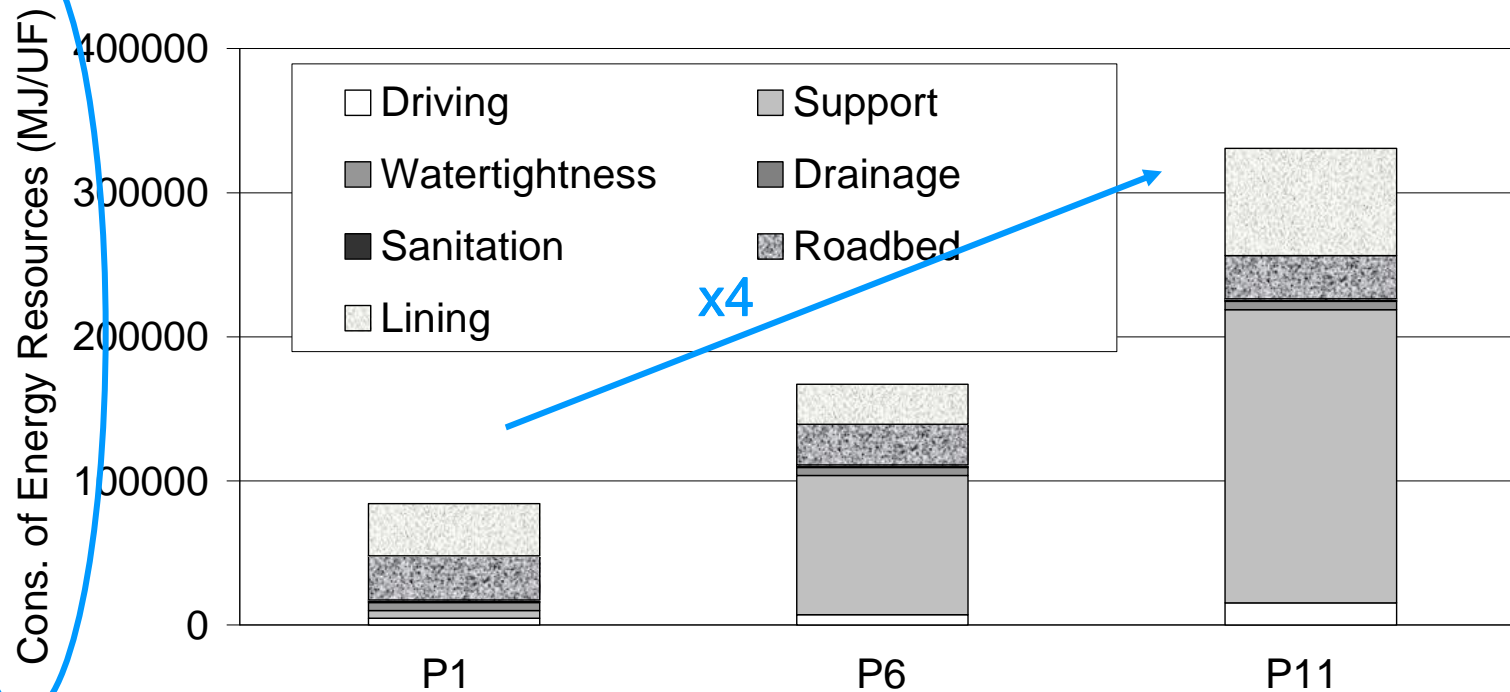 Cons. of Energy Resources (MJ/UF)
400000
300000
200000
100000
0
Driving
Support
Watertightness
Drainage
Sanitation
Roadbed
Lining
x4
P1
P6
P11